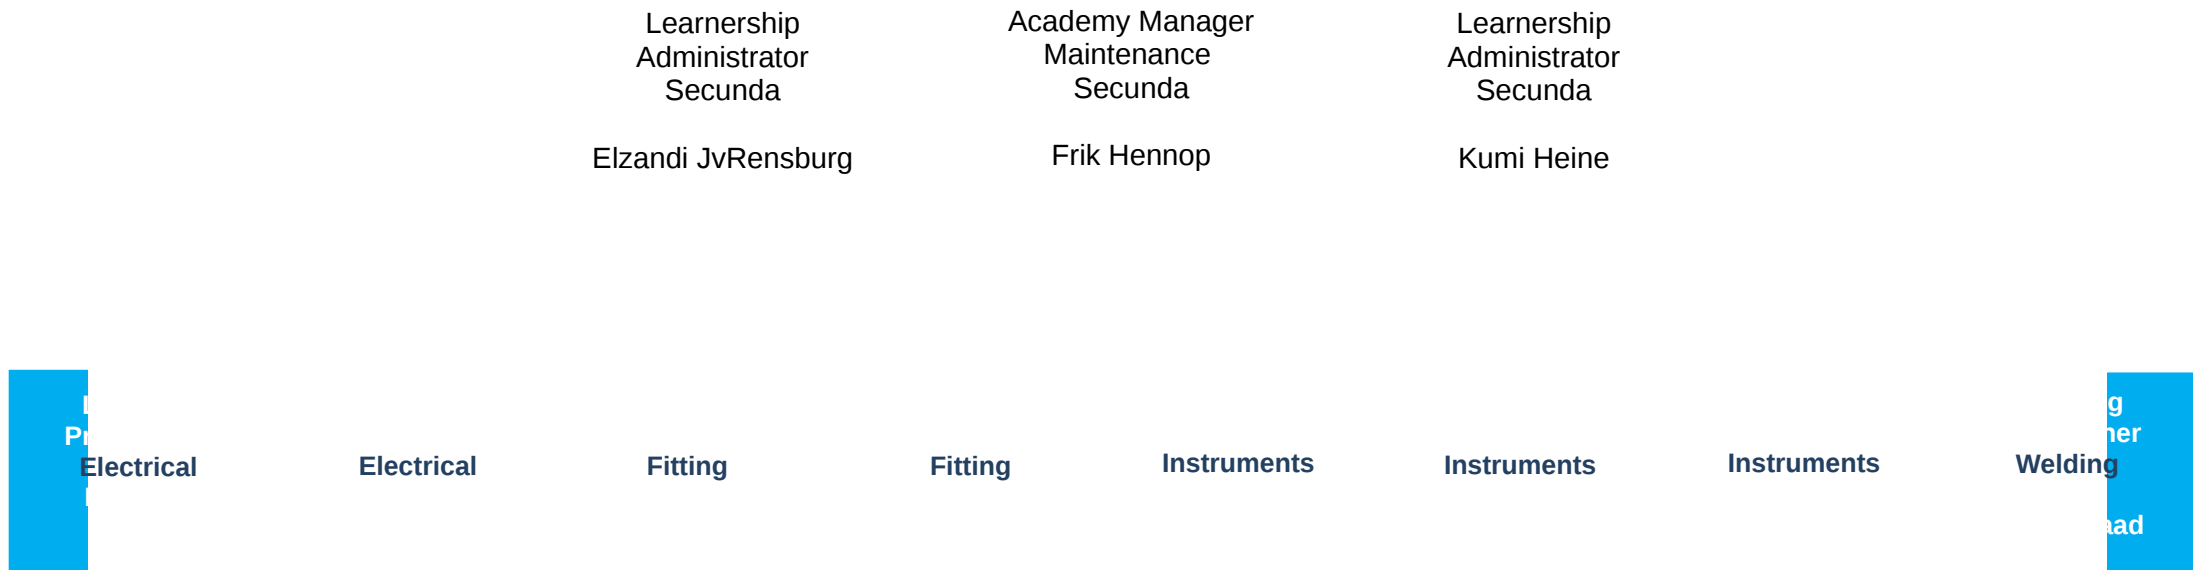 Learnership
Administrator
Secunda
Elzandi JvRensburg
Academy Manager
Maintenance
Secunda
Frik Hennop
Learnership
Administrator
Secunda
Kumi Heine
Electrical
Electrical
Fitting
Fitting
Instruments
Instruments
Instruments
Welding